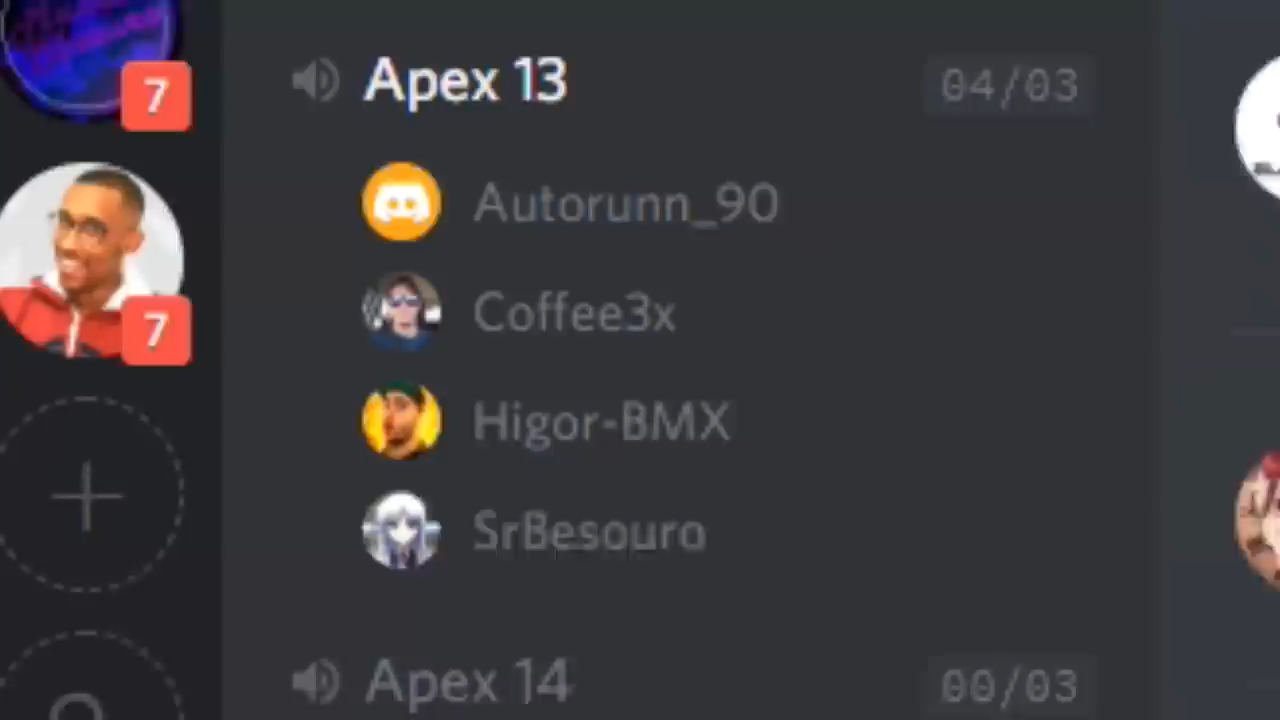 7
Apex 13 04/03
Autorunn_90
7
Coffee3x
Higor-BMX
SrBesouro
Apex 14 00/03